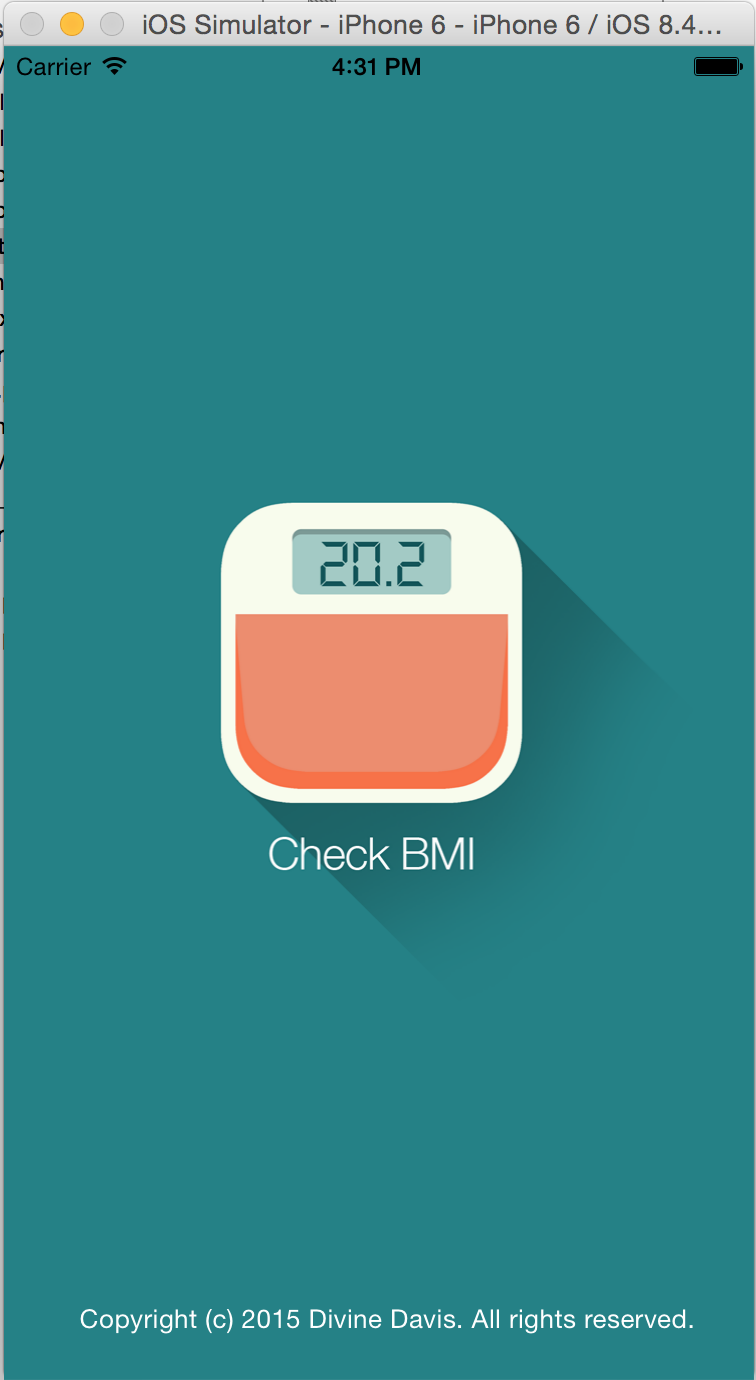 iOS Simulator - iPhone 6 - iPhone 6 / iOS 8.4…
Carrier 4:31 PM
20.2
Check BMI
Copyright (c) 2015 Divine Davis. All rights reserved.